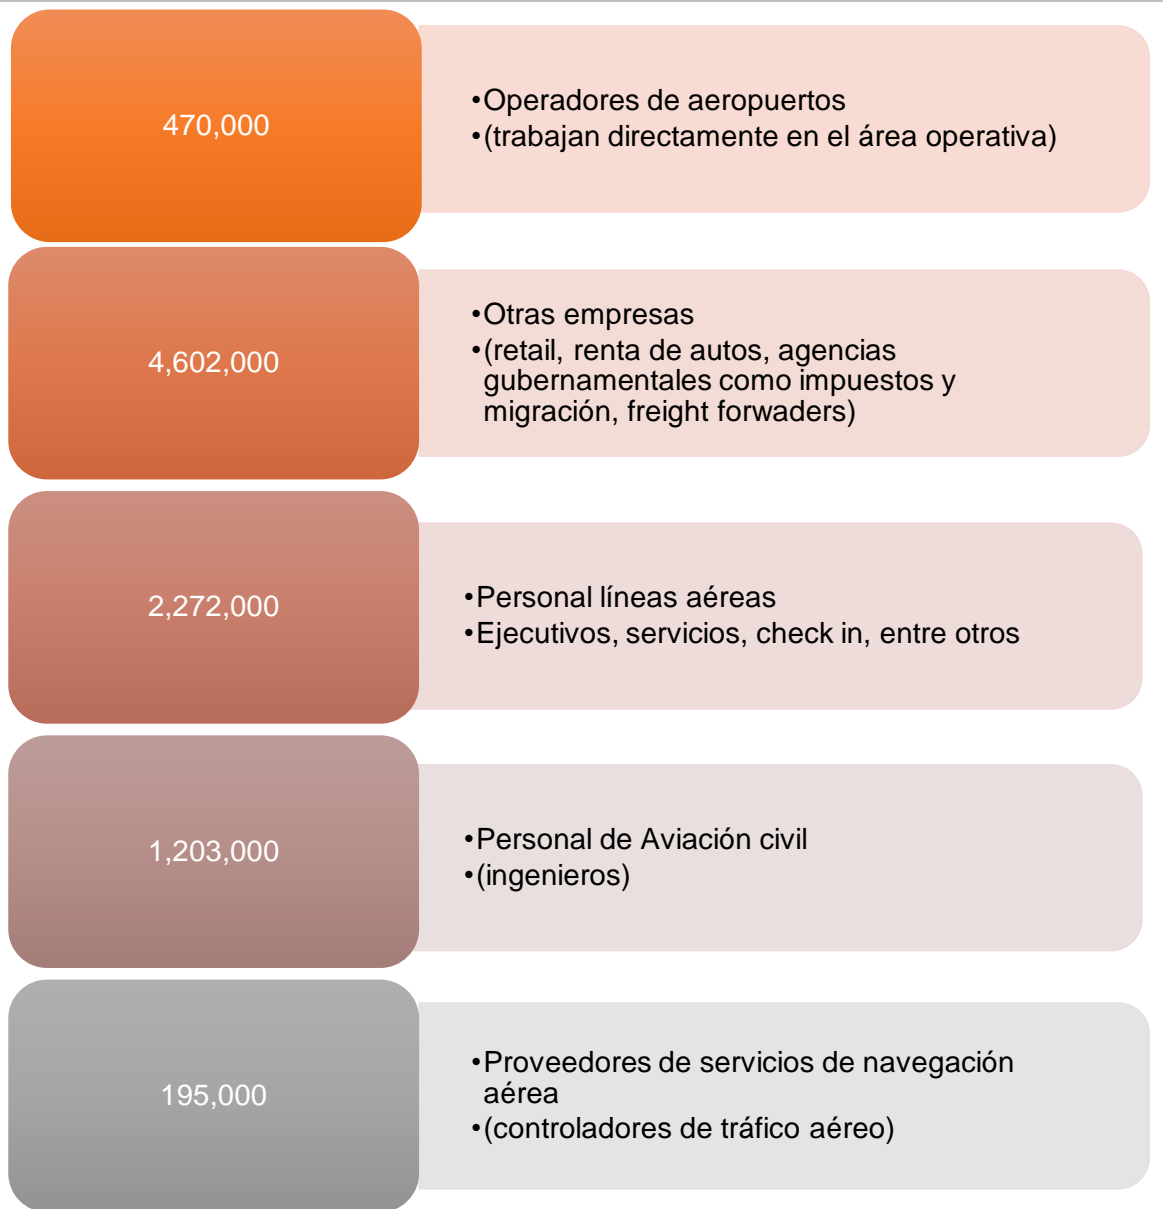 470,000
•Operadores de aeropuertos
•(trabajan directamente en el área operativa)
4,602,000
•Otras empresas
•(retail, renta de autos, agencias
gubernamentales como impuestos y
migración, freight forwaders)
2,272,000
•Personal líneas aéreas
•Ejecutivos, servicios, check in, entre otros
1,203,000
•Personal de Aviación civil
•(ingenieros)
195,000
•Proveedores de servicios de navegación
aérea
•(controladores de tráfico aéreo)